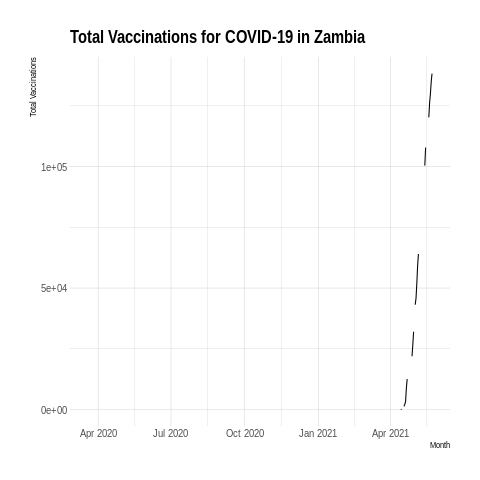 Total Vaccinations for COVID-19 in Zambia
Total Vaccinations
1e+05
5e+04
0e+00
Apr 2020 Jul 2020 Oct 2020 Jan 2021 Apr 2021
Month